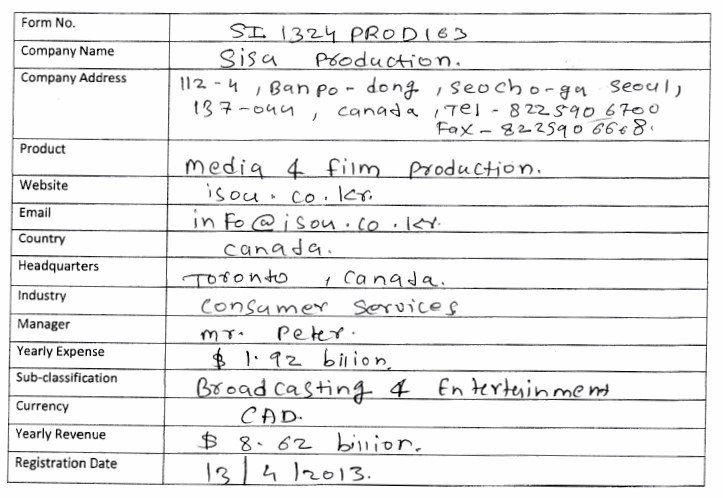 Form No. SI 1324 PROD163
Company Name Sisa Production.
Company Address 112-4, Banpo-dong, Seocho-gu Seoul,
137-044, Canada, Tel - 822590 6700
Fax - 822590 6668.
Product Media & film production.
Website isou.co.kr.
Email info@isou.co.kr.
Country Canada.
Headquarters Toronto, Canada.
Industry Consumer Services
Manager Mr. Peter.
Yearly Expense $ 1.92 billion.
Sub-classification Broadcasting & Entertainment
Currency CAD.
Yearly Revenue $ 8.62 billion.
Registration Date 13/4/2013.